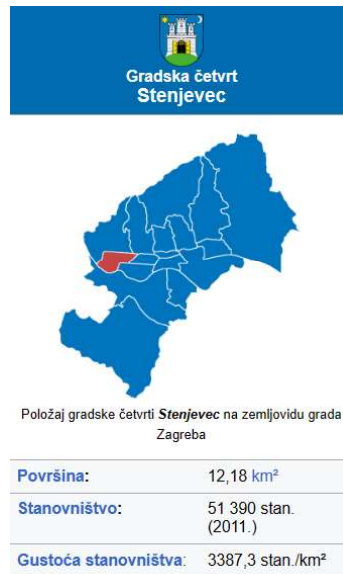 Gradska četvrt
Stenjevec
Položaj gradske četvrti Stenjevec na zemljovidu grada
Zagreba
Površina: 12,18 km²
Stanovništvo: 51 390 stan.
(2011.)
Gustoća stanovništva: 3387,3 stan./km²